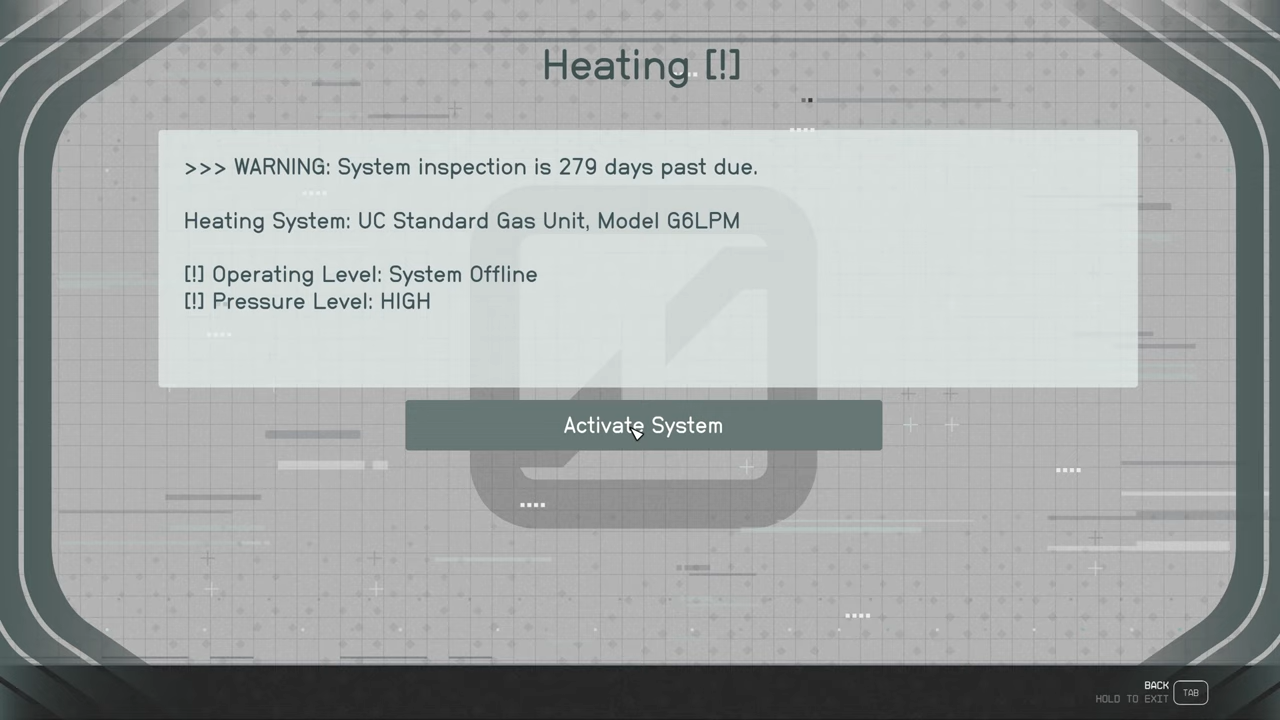 Heating [!]
>>> WARNING: System inspection is 279 days past due.
Heating System: UC Standard Gas Unit, Model G6LPM
[!] Operating Level: System Offline
[!] Pressure Level: HIGH
Activate System
BACK
HOLD TO EXIT
TAB